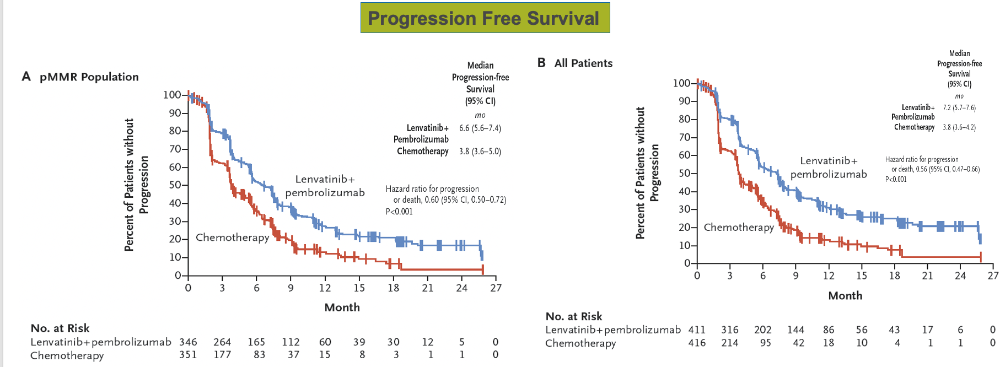 Progression Free Survival
A pMMR Population
Median
Progression-free
Survival
(95% CI)
mo
Lenvatinib+ 6.6 (5.6–7.4)
Pembrolizumab
Chemotherapy 3.8 (3.6–5.0)
Hazard ratio for progression
or death, 0.60 (95% CI, 0.50–0.72)
P<0.001
Percent of Patients without
Progression
100
90
80
70
60
50
40
30
20
10
0
Lenvatinib+
pembrolizumab
Chemotherapy
0 3 6 9 12 15 18 21 24 27
Month
No. at Risk
Lenvatinib+pembrolizumab 346 264 165 112 60 39 30 12 5 0
Chemotherapy 351 177 83 37 15 8 3 1 1 0
B All Patients
Median
Progression-free
Survival
(95% CI)
mo
Lenvatinib+ 7.2 (5.7–7.6)
Pembrolizumab
Chemotherapy 3.8 (3.6–4.2)
Hazard ratio for progression
or death, 0.56 (95% CI, 0.47–0.66)
P<0.001
Percent of Patients without
Progression
100
90
80
70
60
50
40
30
20
10
0
Lenvatinib+
pembrolizumab
Chemotherapy
0 3 6 9 12 15 18 21 24 27
Month
No. at Risk
Lenvatinib+pembrolizumab 411 316 202 144 86 56 43 17 6 0
Chemotherapy 416 214 95 42 18 10 4 1 1 0